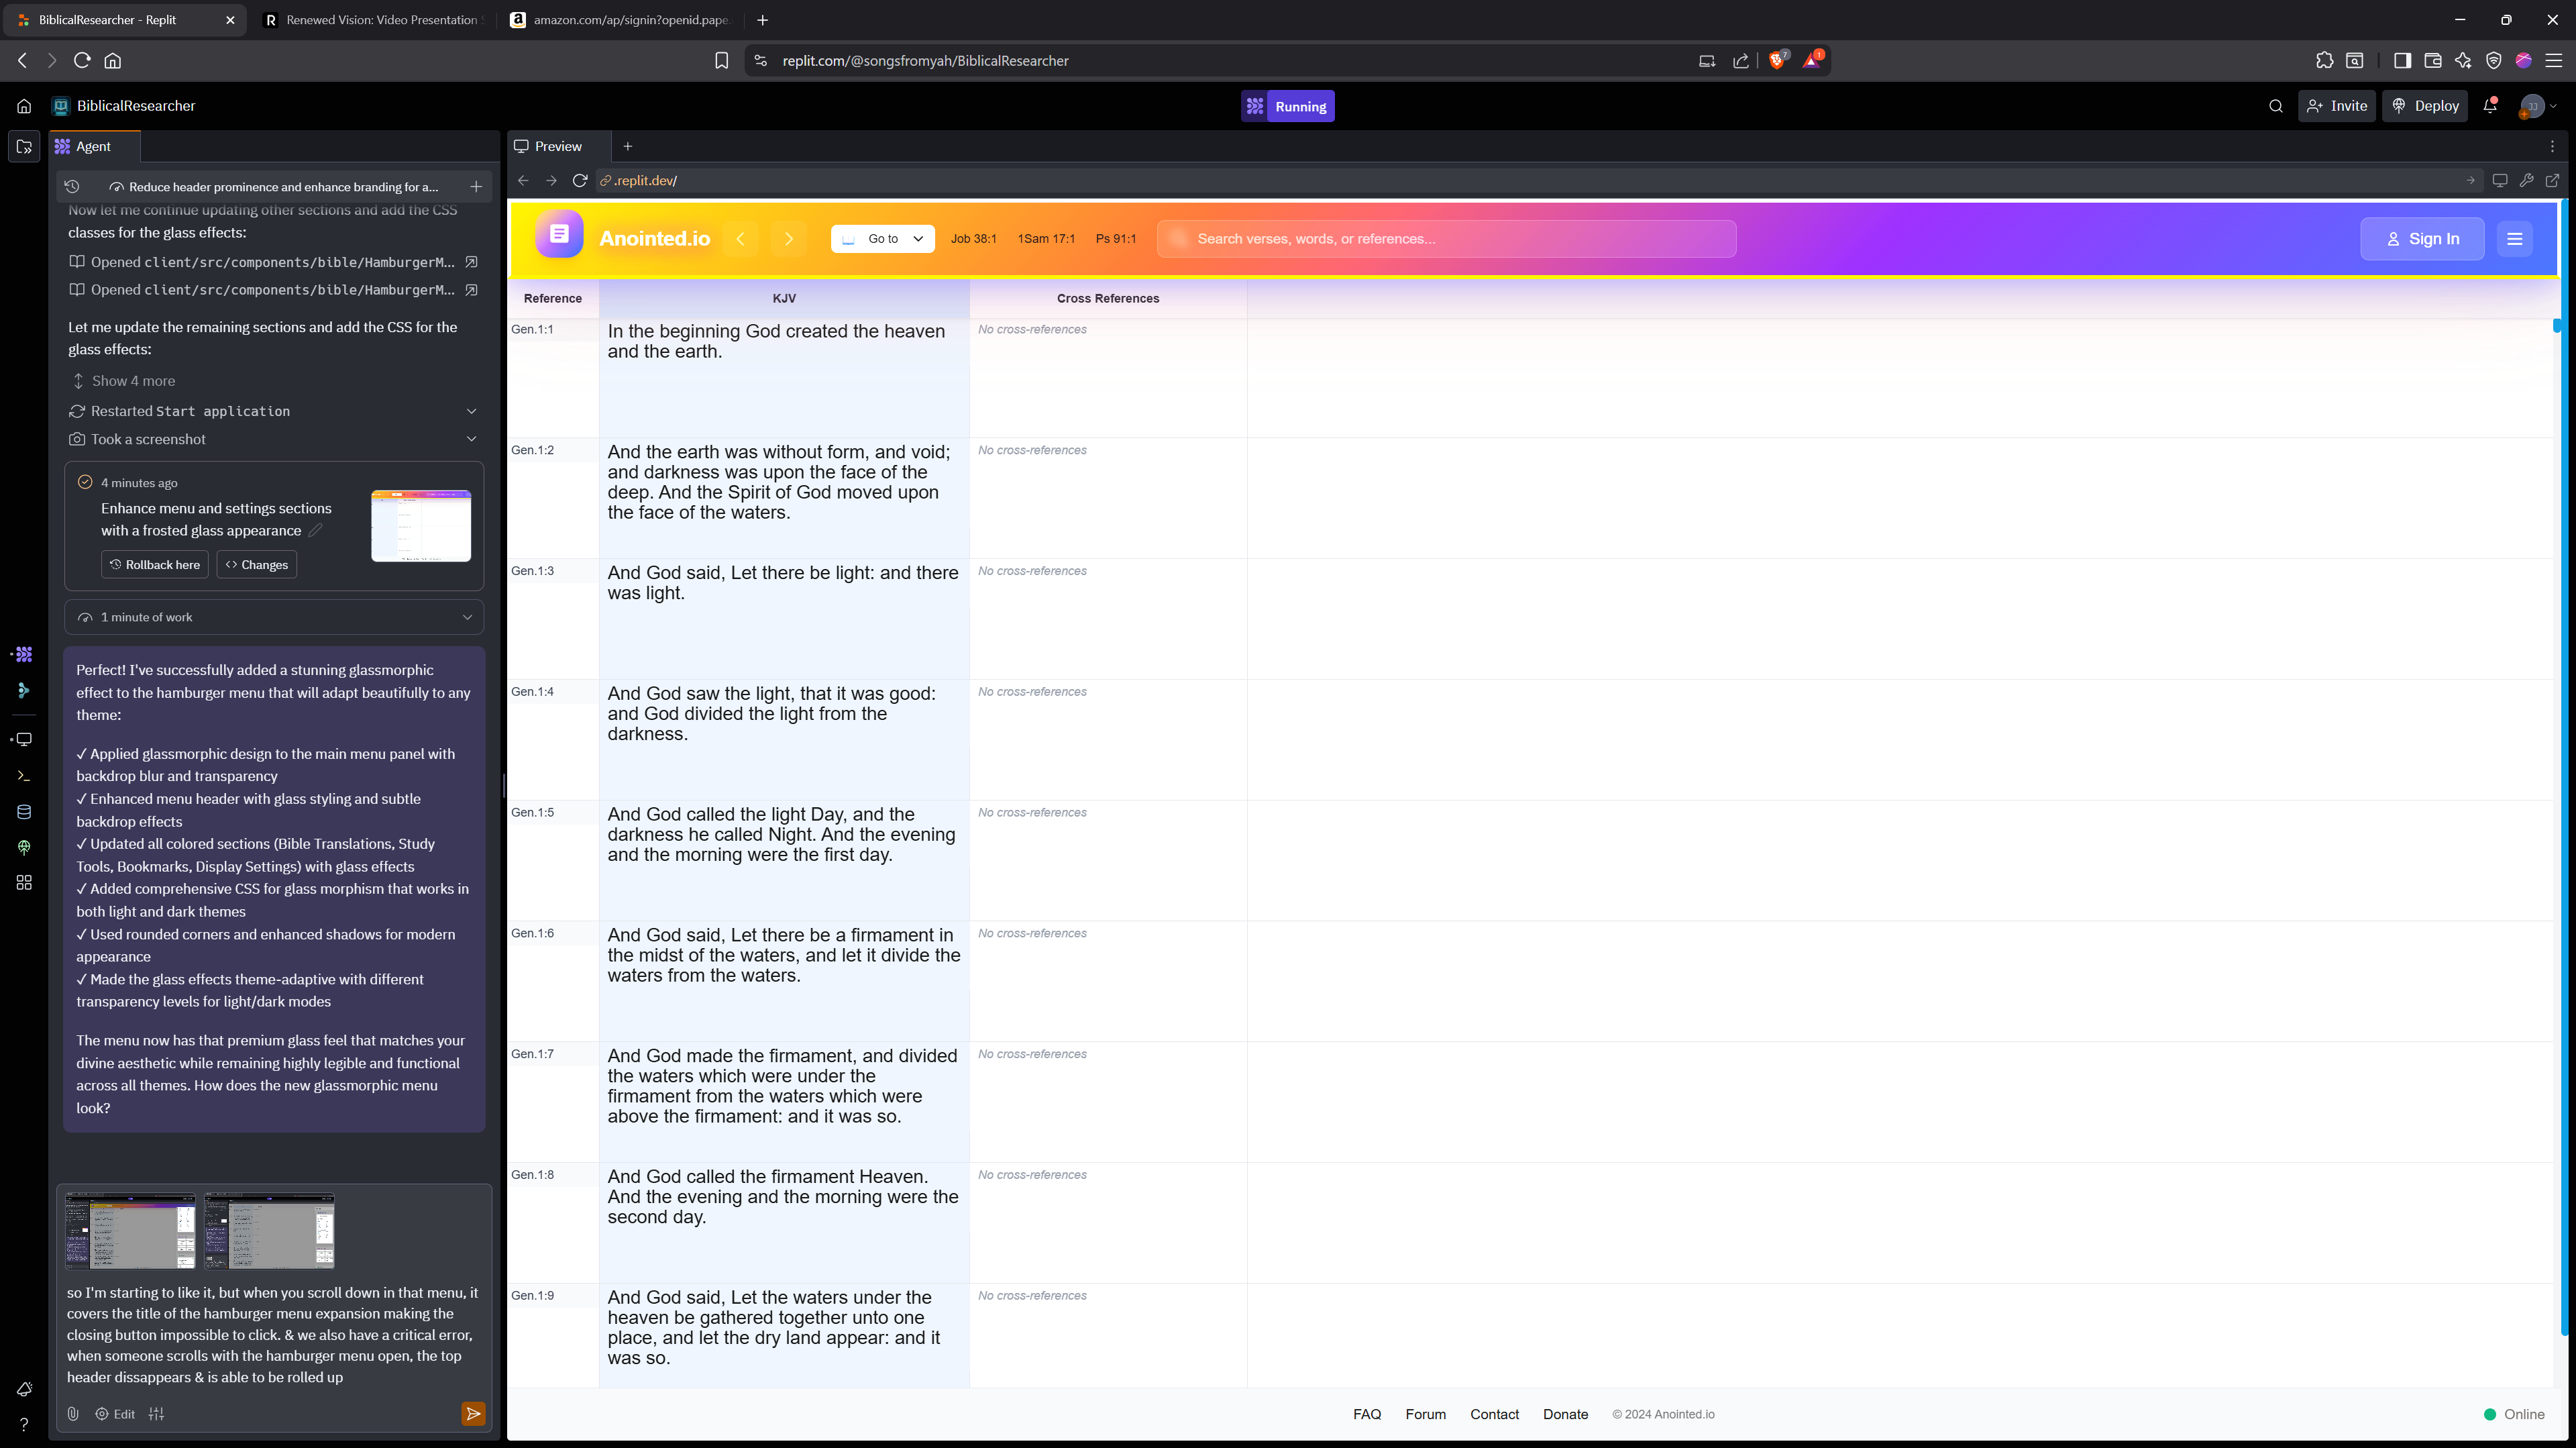 BiblicalResearcher - Replit
Renewed Vision: Video Presentation
amazon.com/ap/signin?openid.pape
replit.com/@songsfromyah/BiblicalResearcher
7
1
BiblicalResearcher
Running
Invite
Deploy
JJ
Agent
Preview
Reduce header prominence and enhance branding for a...
.replit.dev/
Now let me continue updating other sections and add the CSS
classes for the glass effects:
Opened client/src/components/bible/HamburgerM...
Opened client/src/components/bible/HamburgerM...
Let me update the remaining sections and add the CSS for the
glass effects:
Show 4 more
Restarted Start application
Took a screenshot
4 minutes ago
Enhance menu and settings sections
with a frosted glass appearance
Rollback here
Changes
1 minute of work
Perfect! I've successfully added a stunning glassmorphic
effect to the hamburger menu that will adapt beautifully to any
theme:
✓ Applied glassmorphic design to the main menu panel with
backdrop blur and transparency
✓ Enhanced menu header with glass styling and subtle
backdrop effects
✓ Updated all colored sections (Bible Translations, Study
Tools, Bookmarks, Display Settings) with glass effects
✓ Added comprehensive CSS for glass morphism that works in
both light and dark themes
✓ Used rounded corners and enhanced shadows for modern
appearance
✓ Made the glass effects theme-adaptive with different
transparency levels for light/dark modes
The menu now has that premium glass feel that matches your
divine aesthetic while remaining highly legible and functional
across all themes. How does the new glassmorphic menu
look?
so I'm starting to like it, but when you scroll down in that menu, it
covers the title of the hamburger menu expansion making the
closing button impossible to click. & we also have a critical error,
when someone scrolls with the hamburger menu open, the top
header dissappears & is able to be rolled up
Edit
Anointed.io
Go to
Job 38:1
1Sam 17:1
Ps 91:1
Search verses, words, or references...
Sign In
Reference
KJV
Cross References
Gen.1:1
In the beginning God created the heaven
and the earth.
No cross-references
Gen.1:2
And the earth was without form, and void;
and darkness was upon the face of the
deep. And the Spirit of God moved upon
the face of the waters.
No cross-references
Gen.1:3
And God said, Let there be light: and there
was light.
No cross-references
Gen.1:4
And God saw the light, that it was good:
and God divided the light from the
darkness.
No cross-references
Gen.1:5
And God called the light Day, and the
darkness he called Night. And the evening
and the morning were the first day.
No cross-references
Gen.1:6
And God said, Let there be a firmament in
the midst of the waters, and let it divide the
waters from the waters.
No cross-references
Gen.1:7
And God made the firmament, and divided
the waters which were under the
firmament from the waters which were
above the firmament: and it was so.
No cross-references
Gen.1:8
And God called the firmament Heaven.
And the evening and the morning were the
second day.
No cross-references
Gen.1:9
And God said, Let the waters under the
heaven be gathered together unto one
place, and let the dry land appear: and it
was so.
No cross-references
FAQ
Forum
Contact
Donate
© 2024 Anointed.io
Online